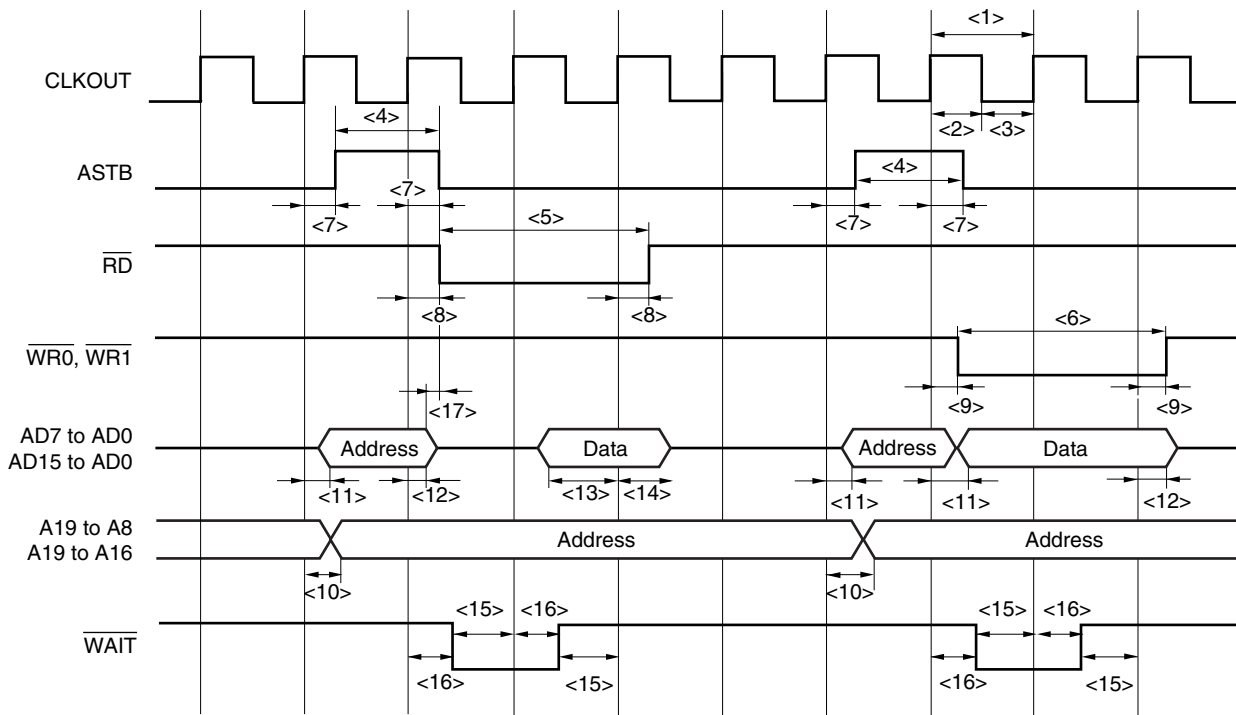 <1>
CLKOUT
<2> <3>
<4>
ASTB
<7> <4>
<7> <5> <7> <7>
RD
<8> <8>
<6>
WR0, WR1
<17> <9> <9>
AD7 to AD0
AD15 to AD0
Address Data Address Data
<11> <12> <13> <14> <11> <11> <12>
A19 to A8
A19 to A16
Address Address
<10> <10>
<15> <16> <15> <16>
WAIT
<16> <15> <16> <15>